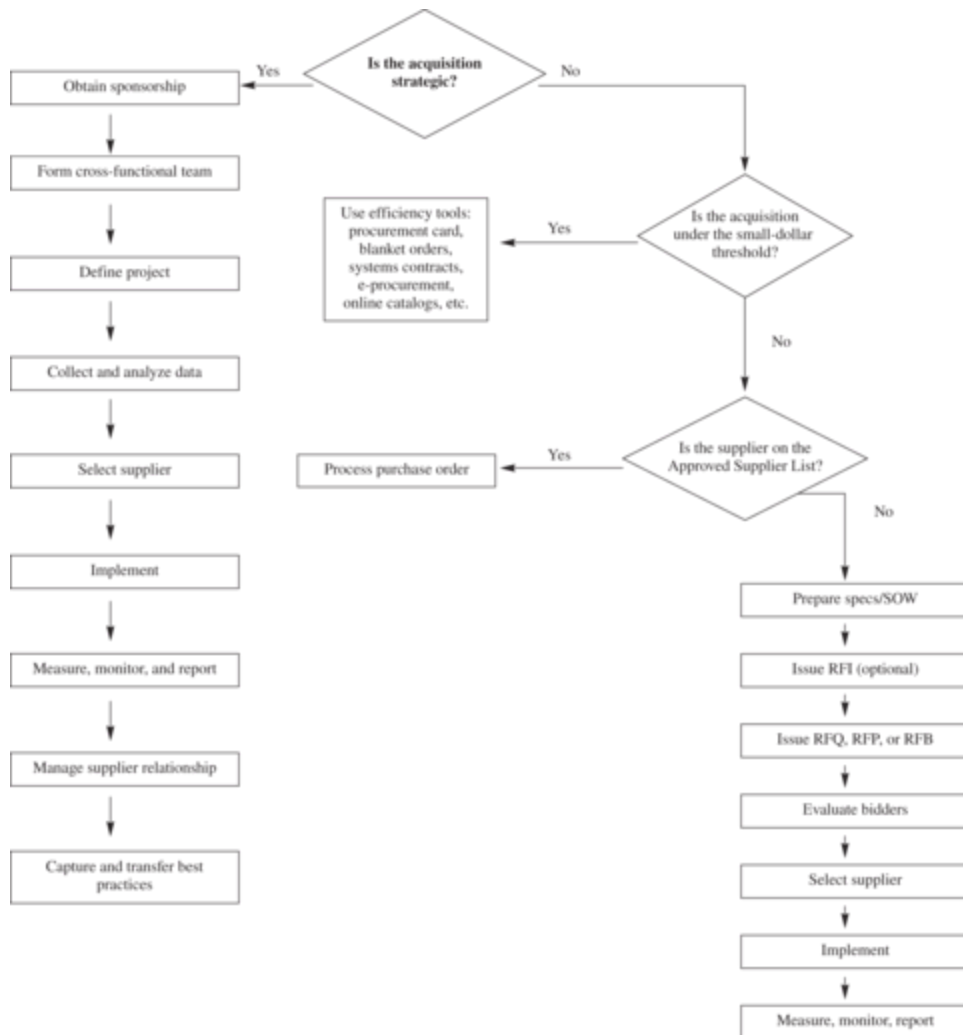 Is the acquisition
strategic?
Yes
No
Obtain sponsorship
Form cross-functional team
Define project
Collect and analyze data
Select supplier
Implement
Measure, monitor, and report
Manage supplier relationship
Capture and transfer best
practices
Is the acquisition
under the small-dollar
threshold?
Yes
Use efficiency tools:
procurement card,
blanket orders,
systems contracts,
e-procurement,
online catalogs, etc.
No
Is the supplier on the
Approved Supplier List?
Yes
Process purchase order
No
Prepare specs/SOW
Issue RFI (optional)
Issue RFQ, RFP, or RFB
Evaluate bidders
Select supplier
Implement
Measure, monitor, report